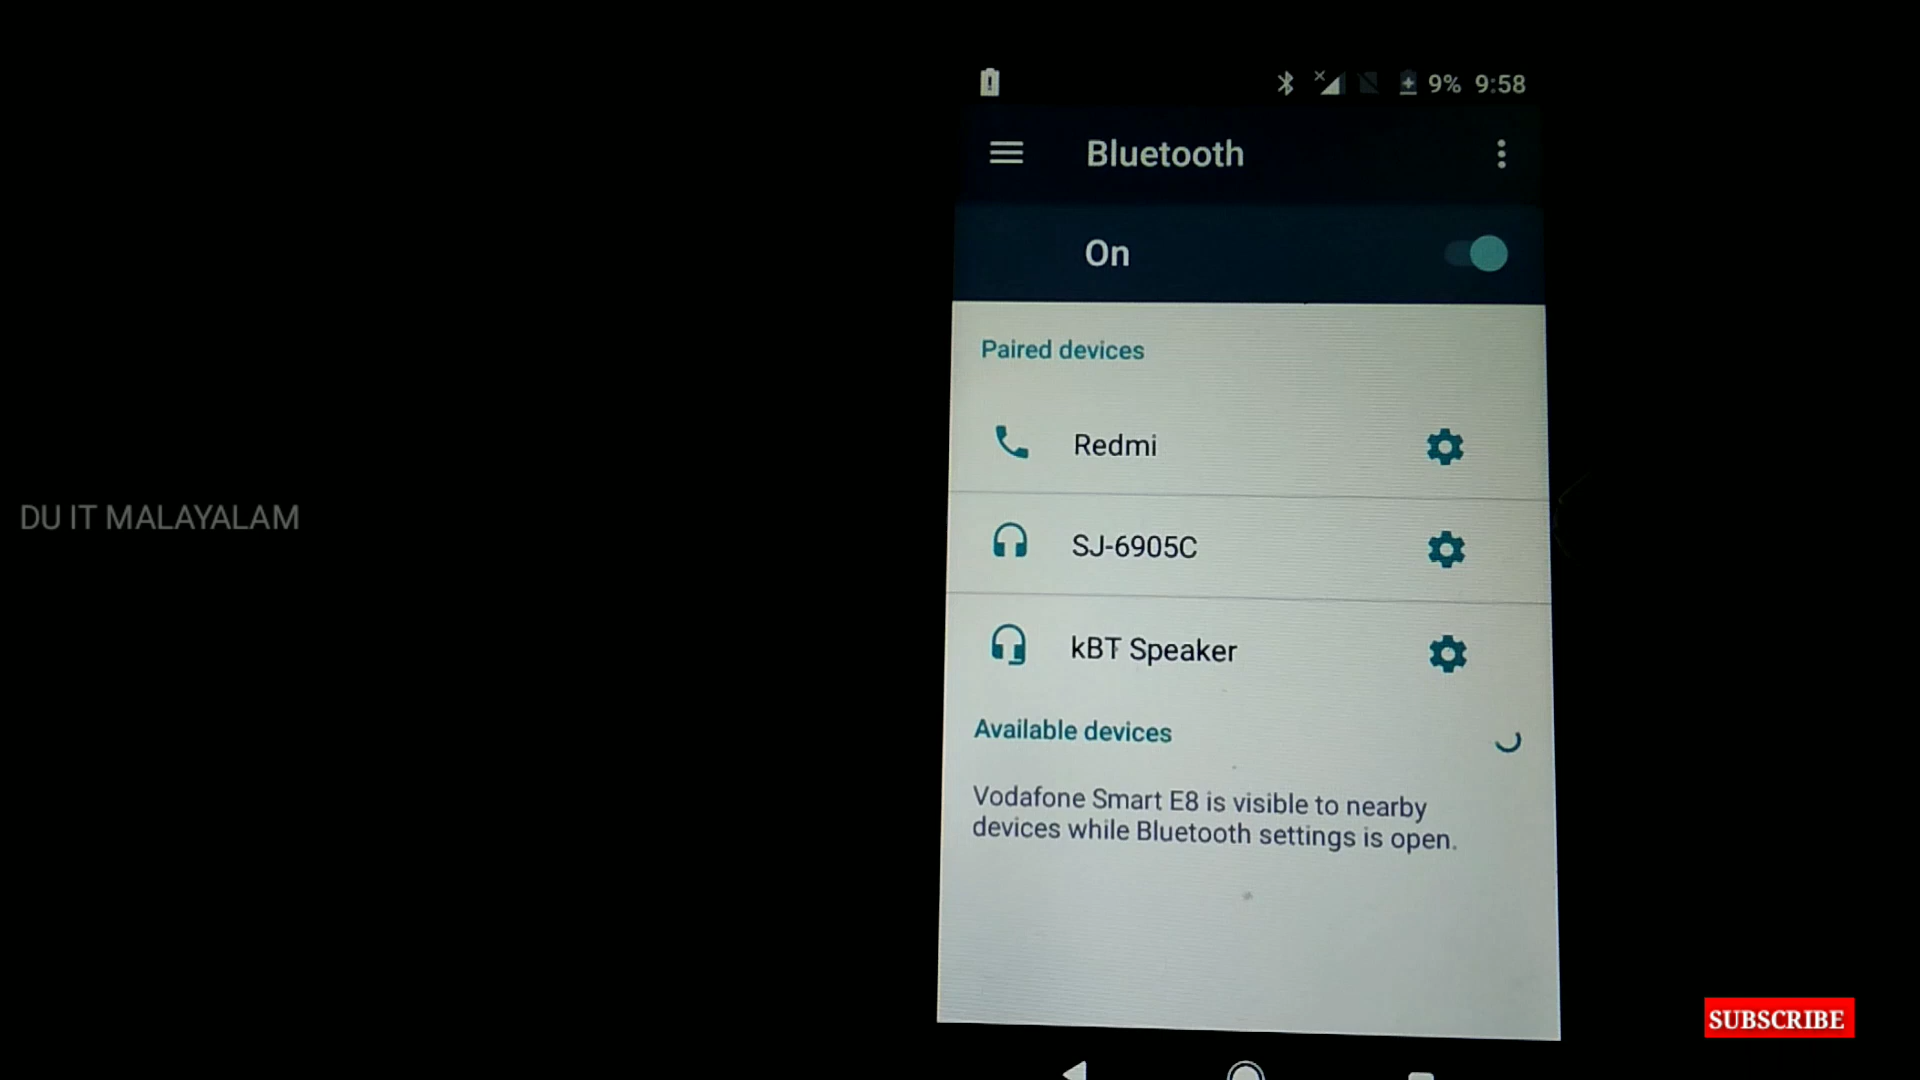 9% 9:58
Bluetooth
On
Paired devices
Redmi
SJ-6905C
kBT Speaker
Available devices
Vodafone Smart E8 is visible to nearby
devices while Bluetooth settings is open.
DU IT MALAYALAM
SUBSCRIBE